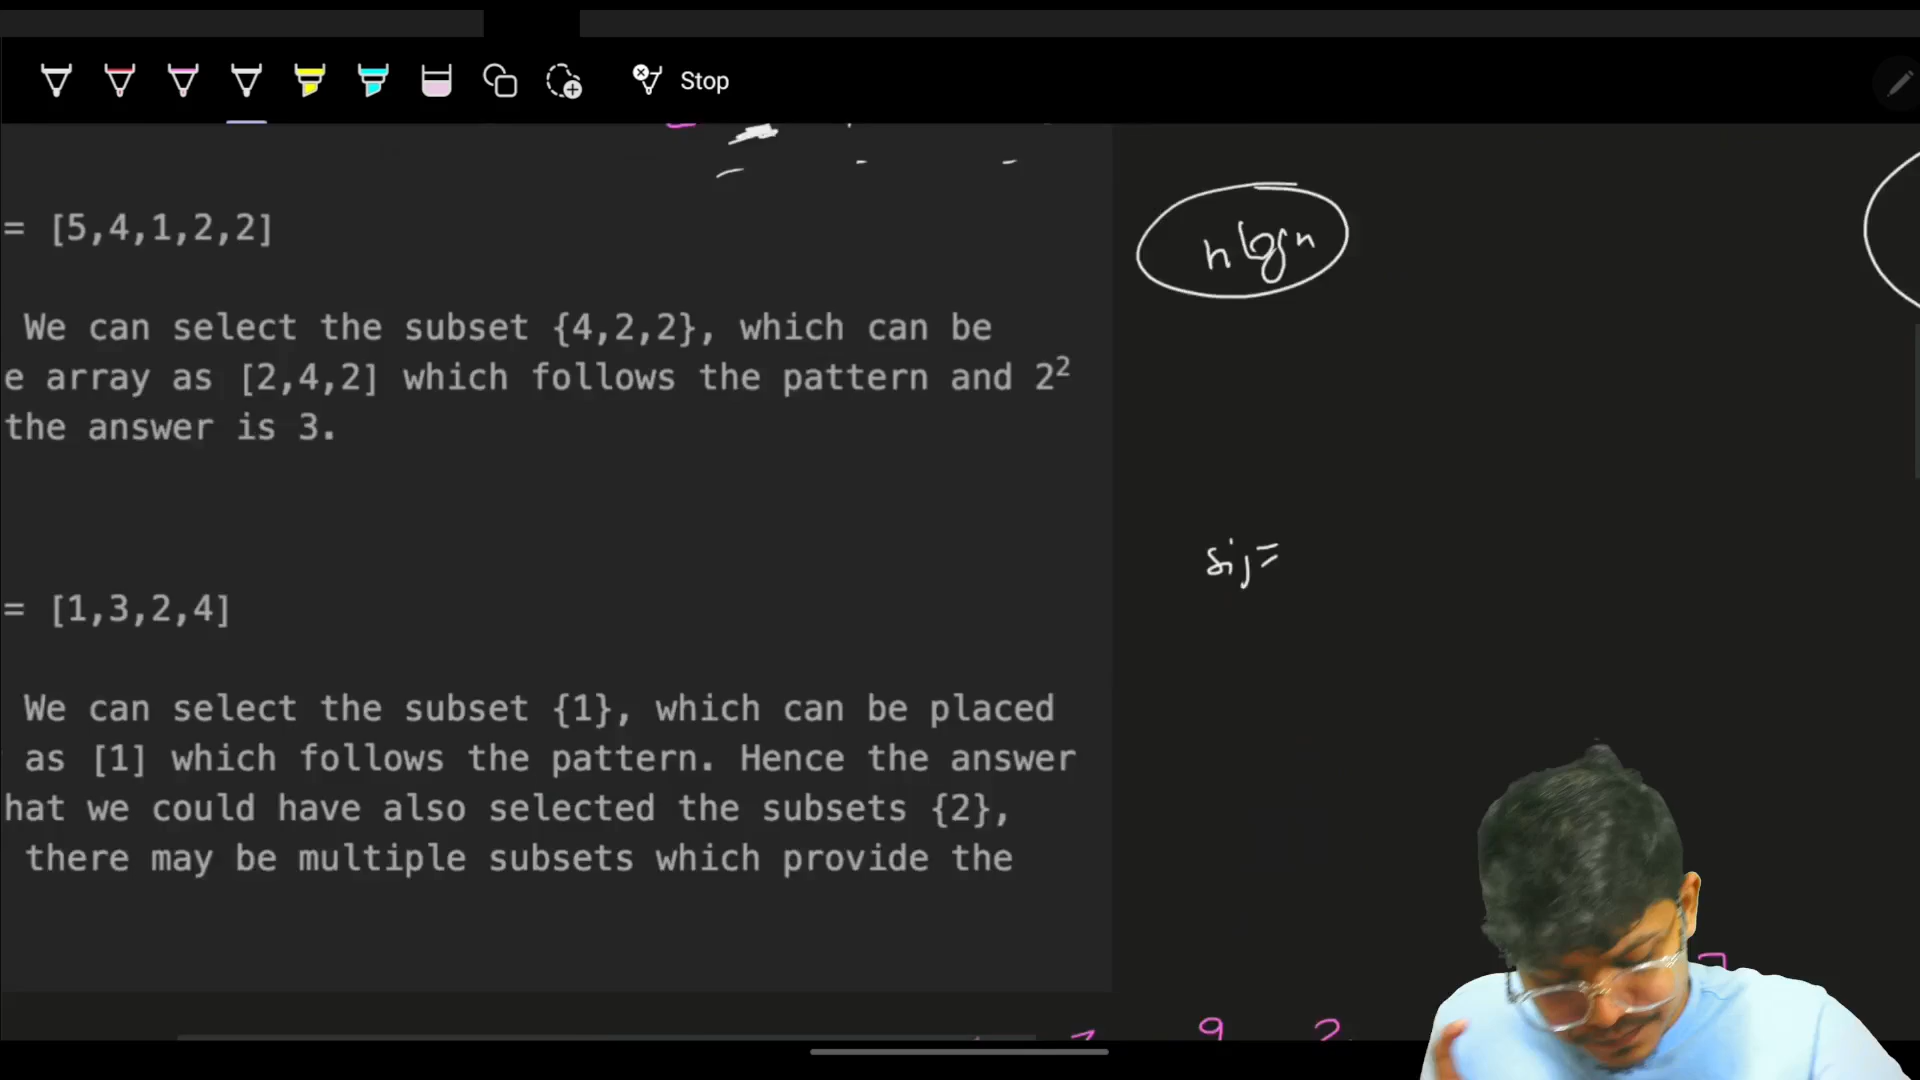 Stop
= [5,4,1,2,2]
n log n
We can select the subset {4,2,2}, which can be
e array as [2,4,2] which follows the pattern and 2²
the answer is 3.
= [1,3,2,4]
We can select the subset {1}, which can be placed
as [1] which follows the pattern. Hence the answer
hat we could have also selected the subsets {2},
there may be multiple subsets which provide the
9 2